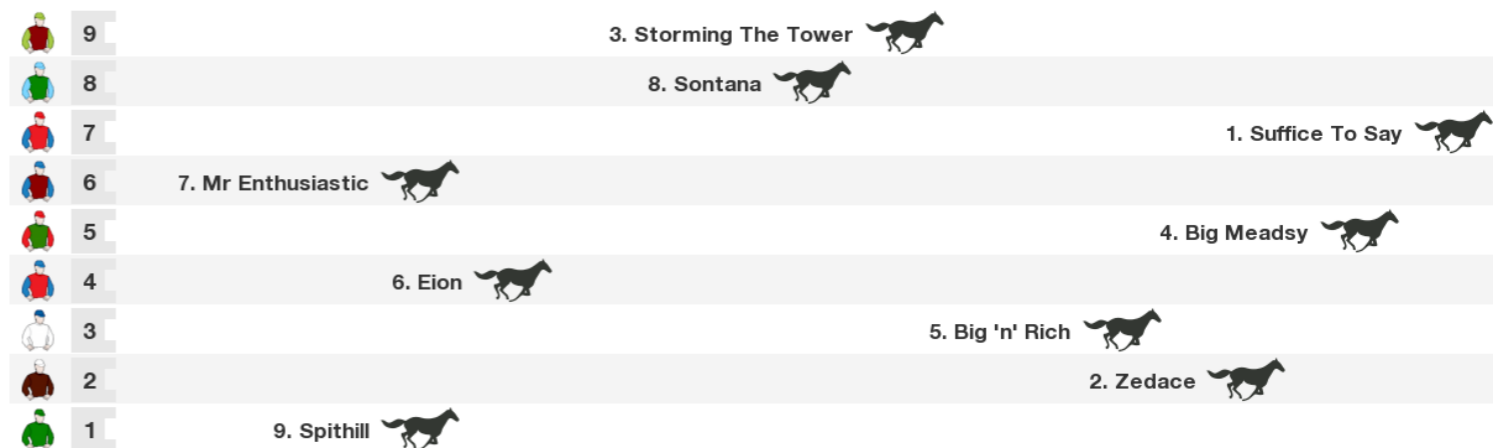 9 3. Storming The Tower
8 8. Sontana
7 1. Suffice To Say
6 7. Mr Enthusiastic
5 4. Big Meadsy
4 6. Eion
3 5. Big 'n' Rich
2 2. Zedace
1 9. Spithill